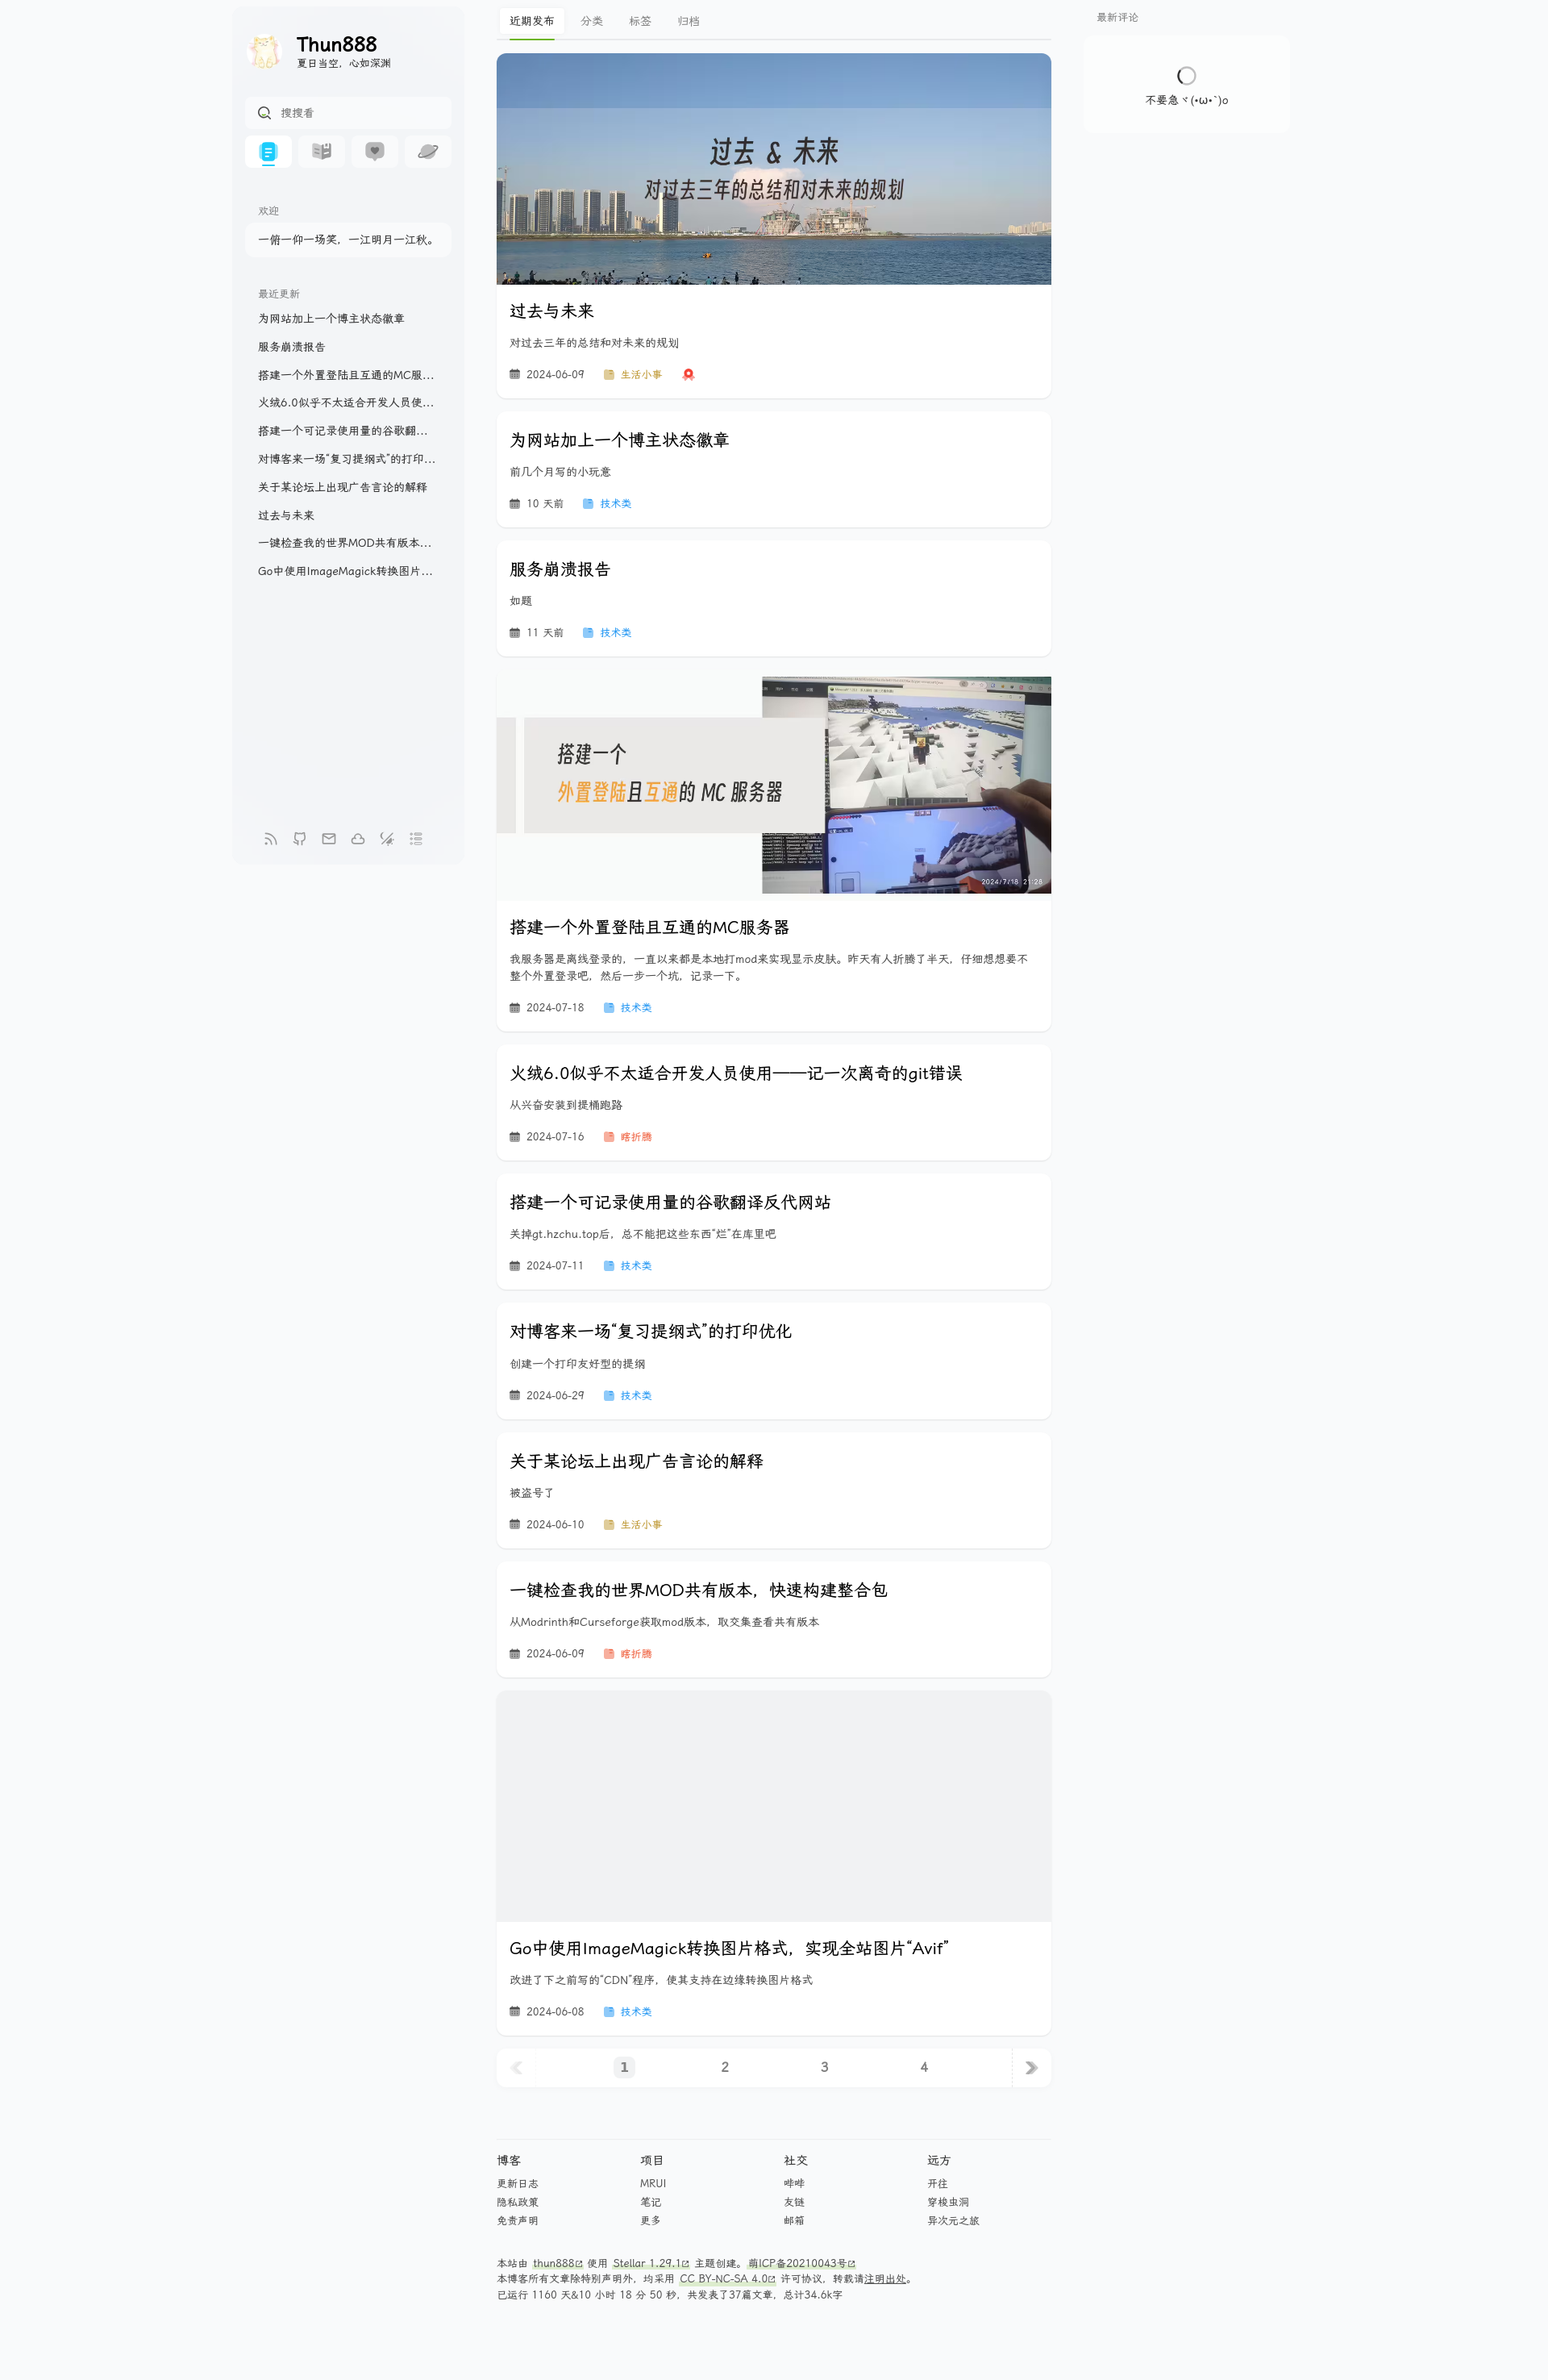 Thun888
夏日当空，心如深渊
搜搜看
欢迎
一俯一仰一场笑，一江明月一江秋。
最近更新
为网站加上一个博主状态徽章
服务崩溃报告
搭建一个外置登陆且互通的MC服…
火绒6.0似乎不太适合开发人员使…
搭建一个可记录使用量的谷歌翻…
对博客来一场“复习提纲式”的打印…
关于某论坛上出现广告言论的解释
过去与未来
一键检查我的世界MOD共有版本…
Go中使用ImageMagick转换图片…
近期发布 分类 标签 归档
过去 & 未来
对过去三年的总结和对未来的规划
过去与未来
对过去三年的总结和对未来的规划
2024-06-09 生活小事
为网站加上一个博主状态徽章
前几个月写的小玩意
10 天前 技术类
服务崩溃报告
如题
11 天前 技术类
搭建一个
外置登陆且互通的 MC 服务器
2024/7/18 21:28
搭建一个外置登陆且互通的MC服务器
我服务器是离线登录的，一直以来都是本地打mod来实现显示皮肤。昨天有人折腾了半天，仔细想想要不
整个外置登录吧，然后一步一个坑，记录一下。
2024-07-18 技术类
火绒6.0似乎不太适合开发人员使用——记一次离奇的git错误
从兴奋安装到提桶跑路
2024-07-16 瞎折腾
搭建一个可记录使用量的谷歌翻译反代网站
关掉gt.hzchu.top后，总不能把这些东西“烂”在库里吧
2024-07-11 技术类
对博客来一场“复习提纲式”的打印优化
创建一个打印友好型的提纲
2024-06-29 技术类
关于某论坛上出现广告言论的解释
被盗号了
2024-06-10 生活小事
一键检查我的世界MOD共有版本，快速构建整合包
从Modrinth和Curseforge获取mod版本，取交集查看共有版本
2024-06-09 瞎折腾
Go中使用ImageMagick转换图片格式，实现全站图片“Avif”
改进了下之前写的“CDN”程序，使其支持在边缘转换图片格式
2024-06-08 技术类
1 2 3 4
博客 项目 社交 远方
更新日志 MRUI 哔哔 开往
隐私政策 笔记 友链 穿梭虫洞
免责声明 更多 邮箱 异次元之旅
本站由 thun888 使用 Stellar 1.29.1 主题创建。萌ICP备20210043号
本博客所有文章除特别声明外，均采用 CC BY-NC-SA 4.0 许可协议，转载请注明出处。
已运行 1160 天&10 小时 18 分 50 秒，共发表了37篇文章，总计34.6k字
最新评论
不要急ヾ(•ω•`)o